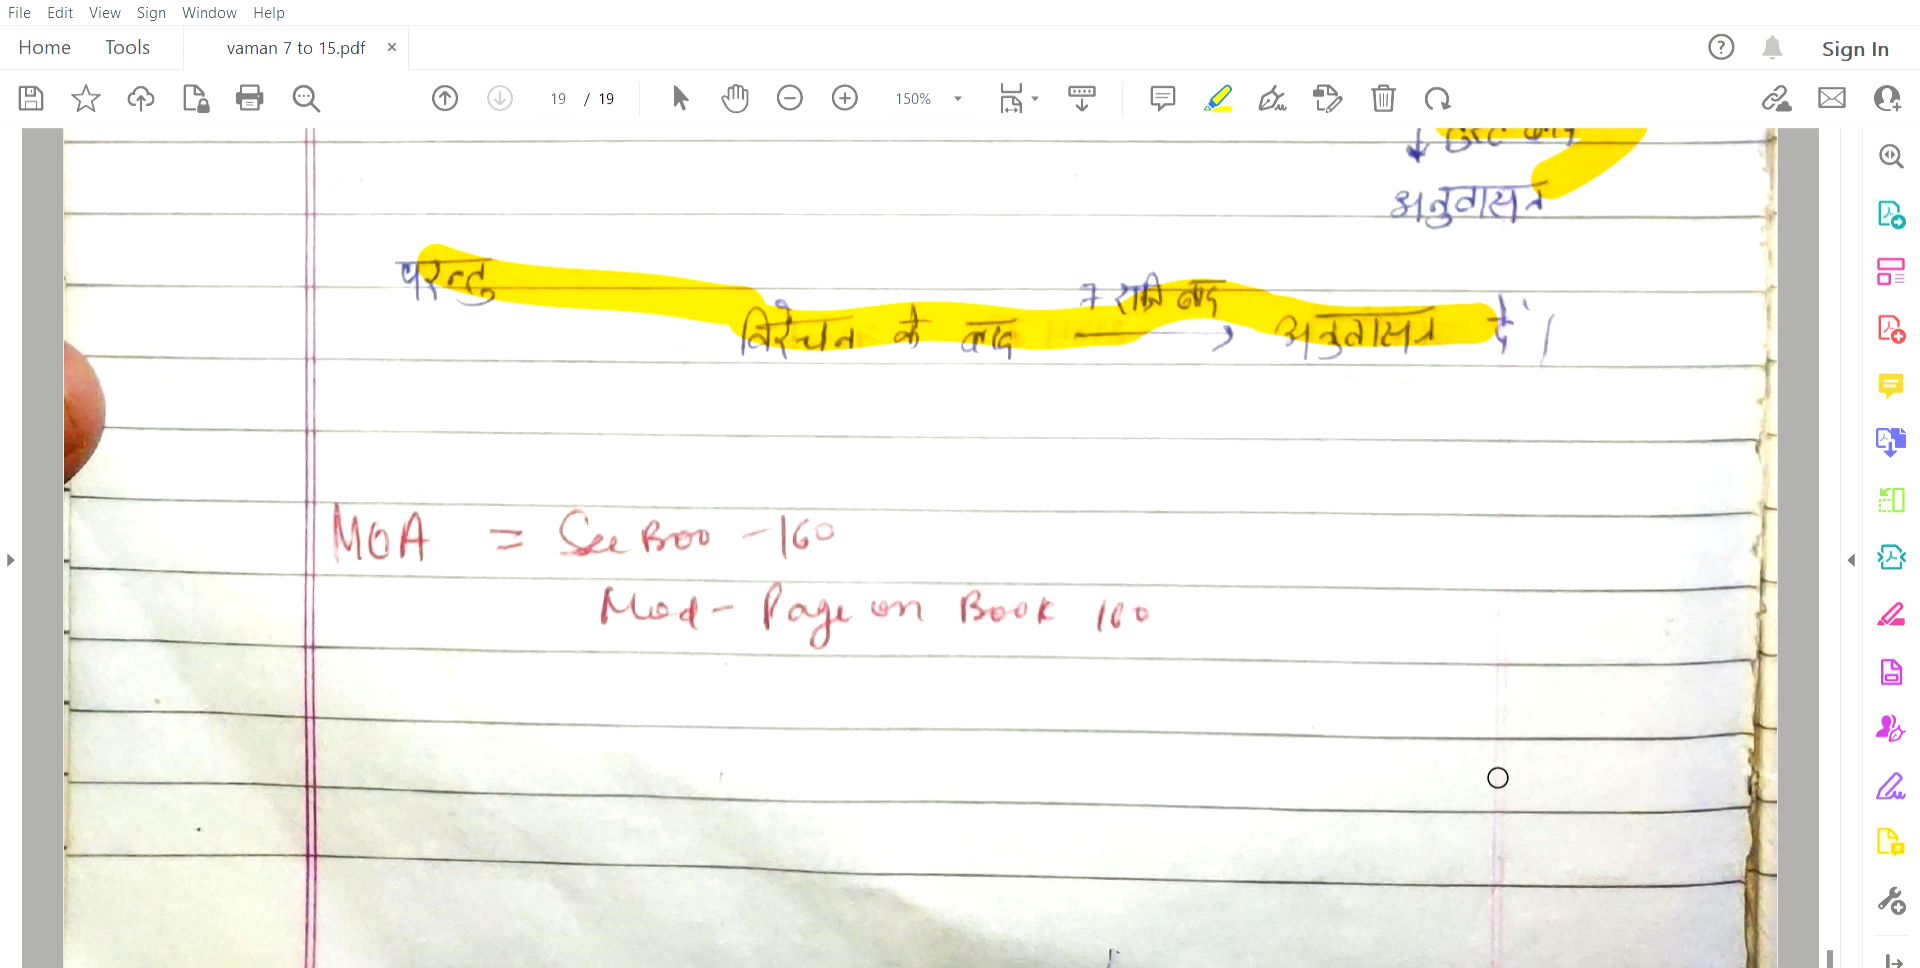 File Edit View Sign Window Help
Home Tools vaman 7 to 15.pdf × Sign In
19 / 19 150%
अनुवासन
परन्तु
7 रात्रि बाद
विरेचन के बाद → अनुवासन दें।
MOA = See Boo - 160
Mod - Page on Book 160